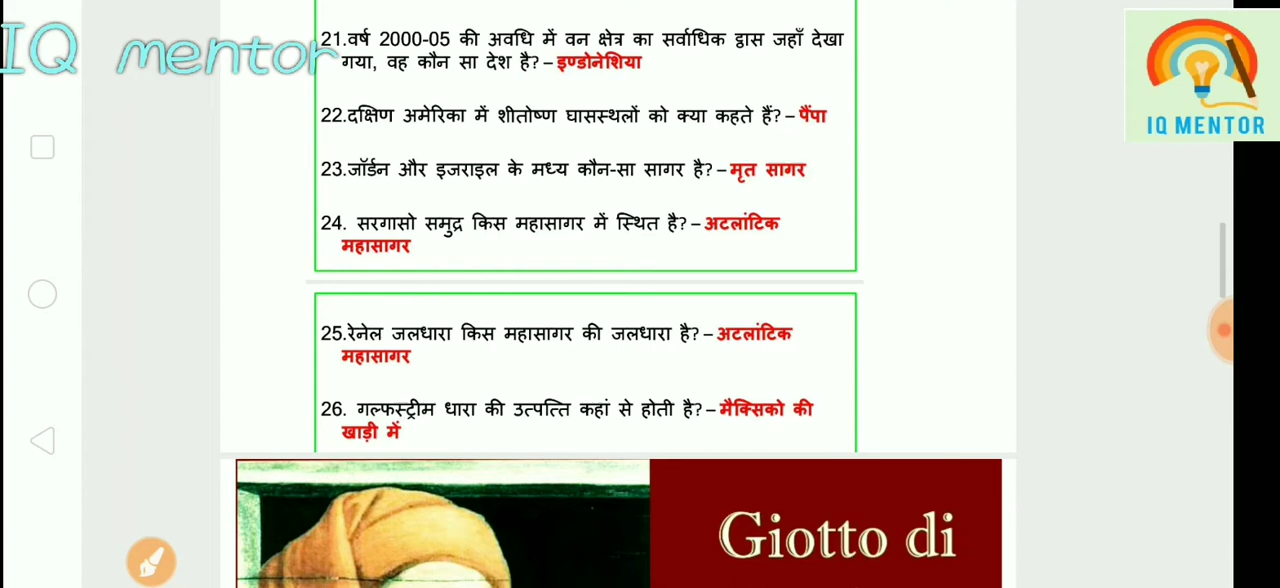 IQ mentor
21.वर्ष 2000-05 की अवधि में वन क्षेत्र का सर्वाधिक ह्रास जहाँ देखा
गया, वह कौन सा देश है? – इण्डोनेशिया
IQ MENTOR
22.दक्षिण अमेरिका में शीतोष्ण घासस्थलों को क्या कहते हैं? – पैंपा
23.जॉर्डन और इजराइल के मध्य कौन-सा सागर है? – मृत सागर
24. सरगासो समुद्र किस महासागर में स्थित है? – अटलांटिक
महासागर
25.रेनेल जलधारा किस महासागर की जलधारा है? – अटलांटिक
महासागर
26. गल्फस्ट्रीम धारा की उत्पत्ति कहां से होती है? – मैक्सिको की
खाड़ी में
Giotto di